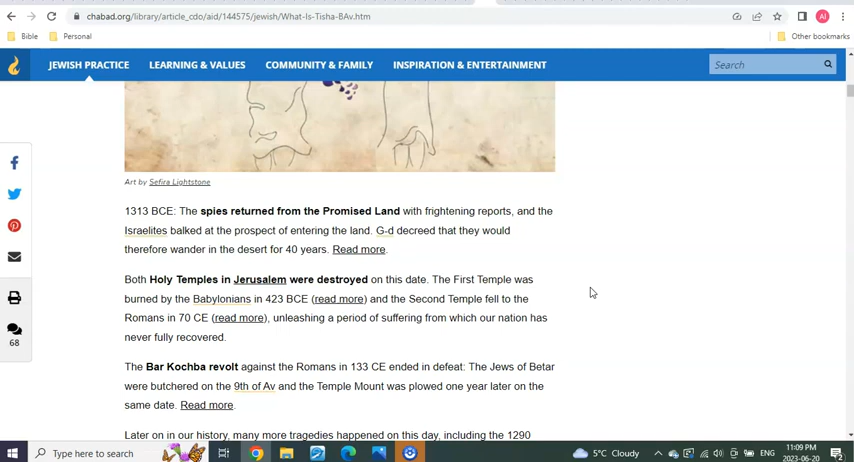 chabad.org/library/article_cdo/aid/144575/jewish/What-Is-Tisha-BAv.htm
AI
Bible
Personal
Other bookmarks
JEWISH PRACTICE
LEARNING & VALUES
COMMUNITY & FAMILY
INSPIRATION & ENTERTAINMENT
Search
Art by Sefira Lightstone
1313 BCE: The spies returned from the Promised Land with frightening reports, and the
Israelites balked at the prospect of entering the land. G-d decreed that they would
therefore wander in the desert for 40 years. Read more.
Both Holy Temples in Jerusalem were destroyed on this date. The First Temple was
burned by the Babylonians in 423 BCE (read more) and the Second Temple fell to the
Romans in 70 CE (read more), unleashing a period of suffering from which our nation has
never fully recovered.
68
The Bar Kochba revolt against the Romans in 133 CE ended in defeat: The Jews of Betar
were butchered on the 9th of Av and the Temple Mount was plowed one year later on the
same date. Read more.
Later on in our history, many more tragedies happened on this day, including the 1290
Type here to search
5°C Cloudy
ENG
11:09 PM
2023-06-20
2